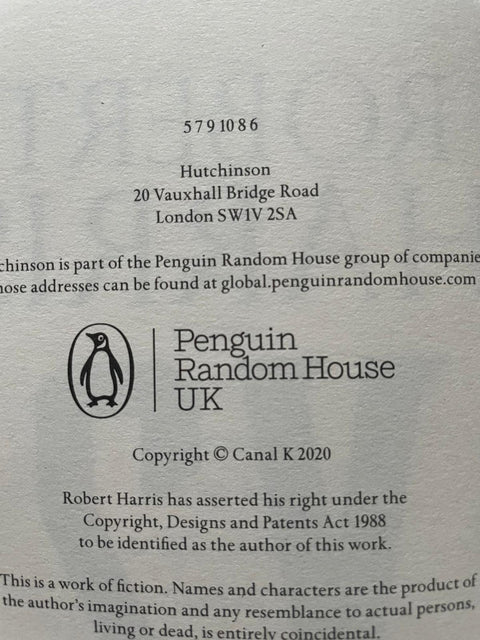 5 7 9 10 8 6
Hutchinson
20 Vauxhall Bridge Road
London SW1V 2SA
chinson is part of the Penguin Random House group of companie
hose addresses can be found at global.penguinrandomhouse.com
Penguin
Random House
UK
Copyright © Canal K 2020
Robert Harris has asserted his right under the
Copyright, Designs and Patents Act 1988
to be identified as the author of this work.
This is a work of fiction. Names and characters are the product of
the author's imagination and any resemblance to actual persons,
living or dead, is entirely coincidental.